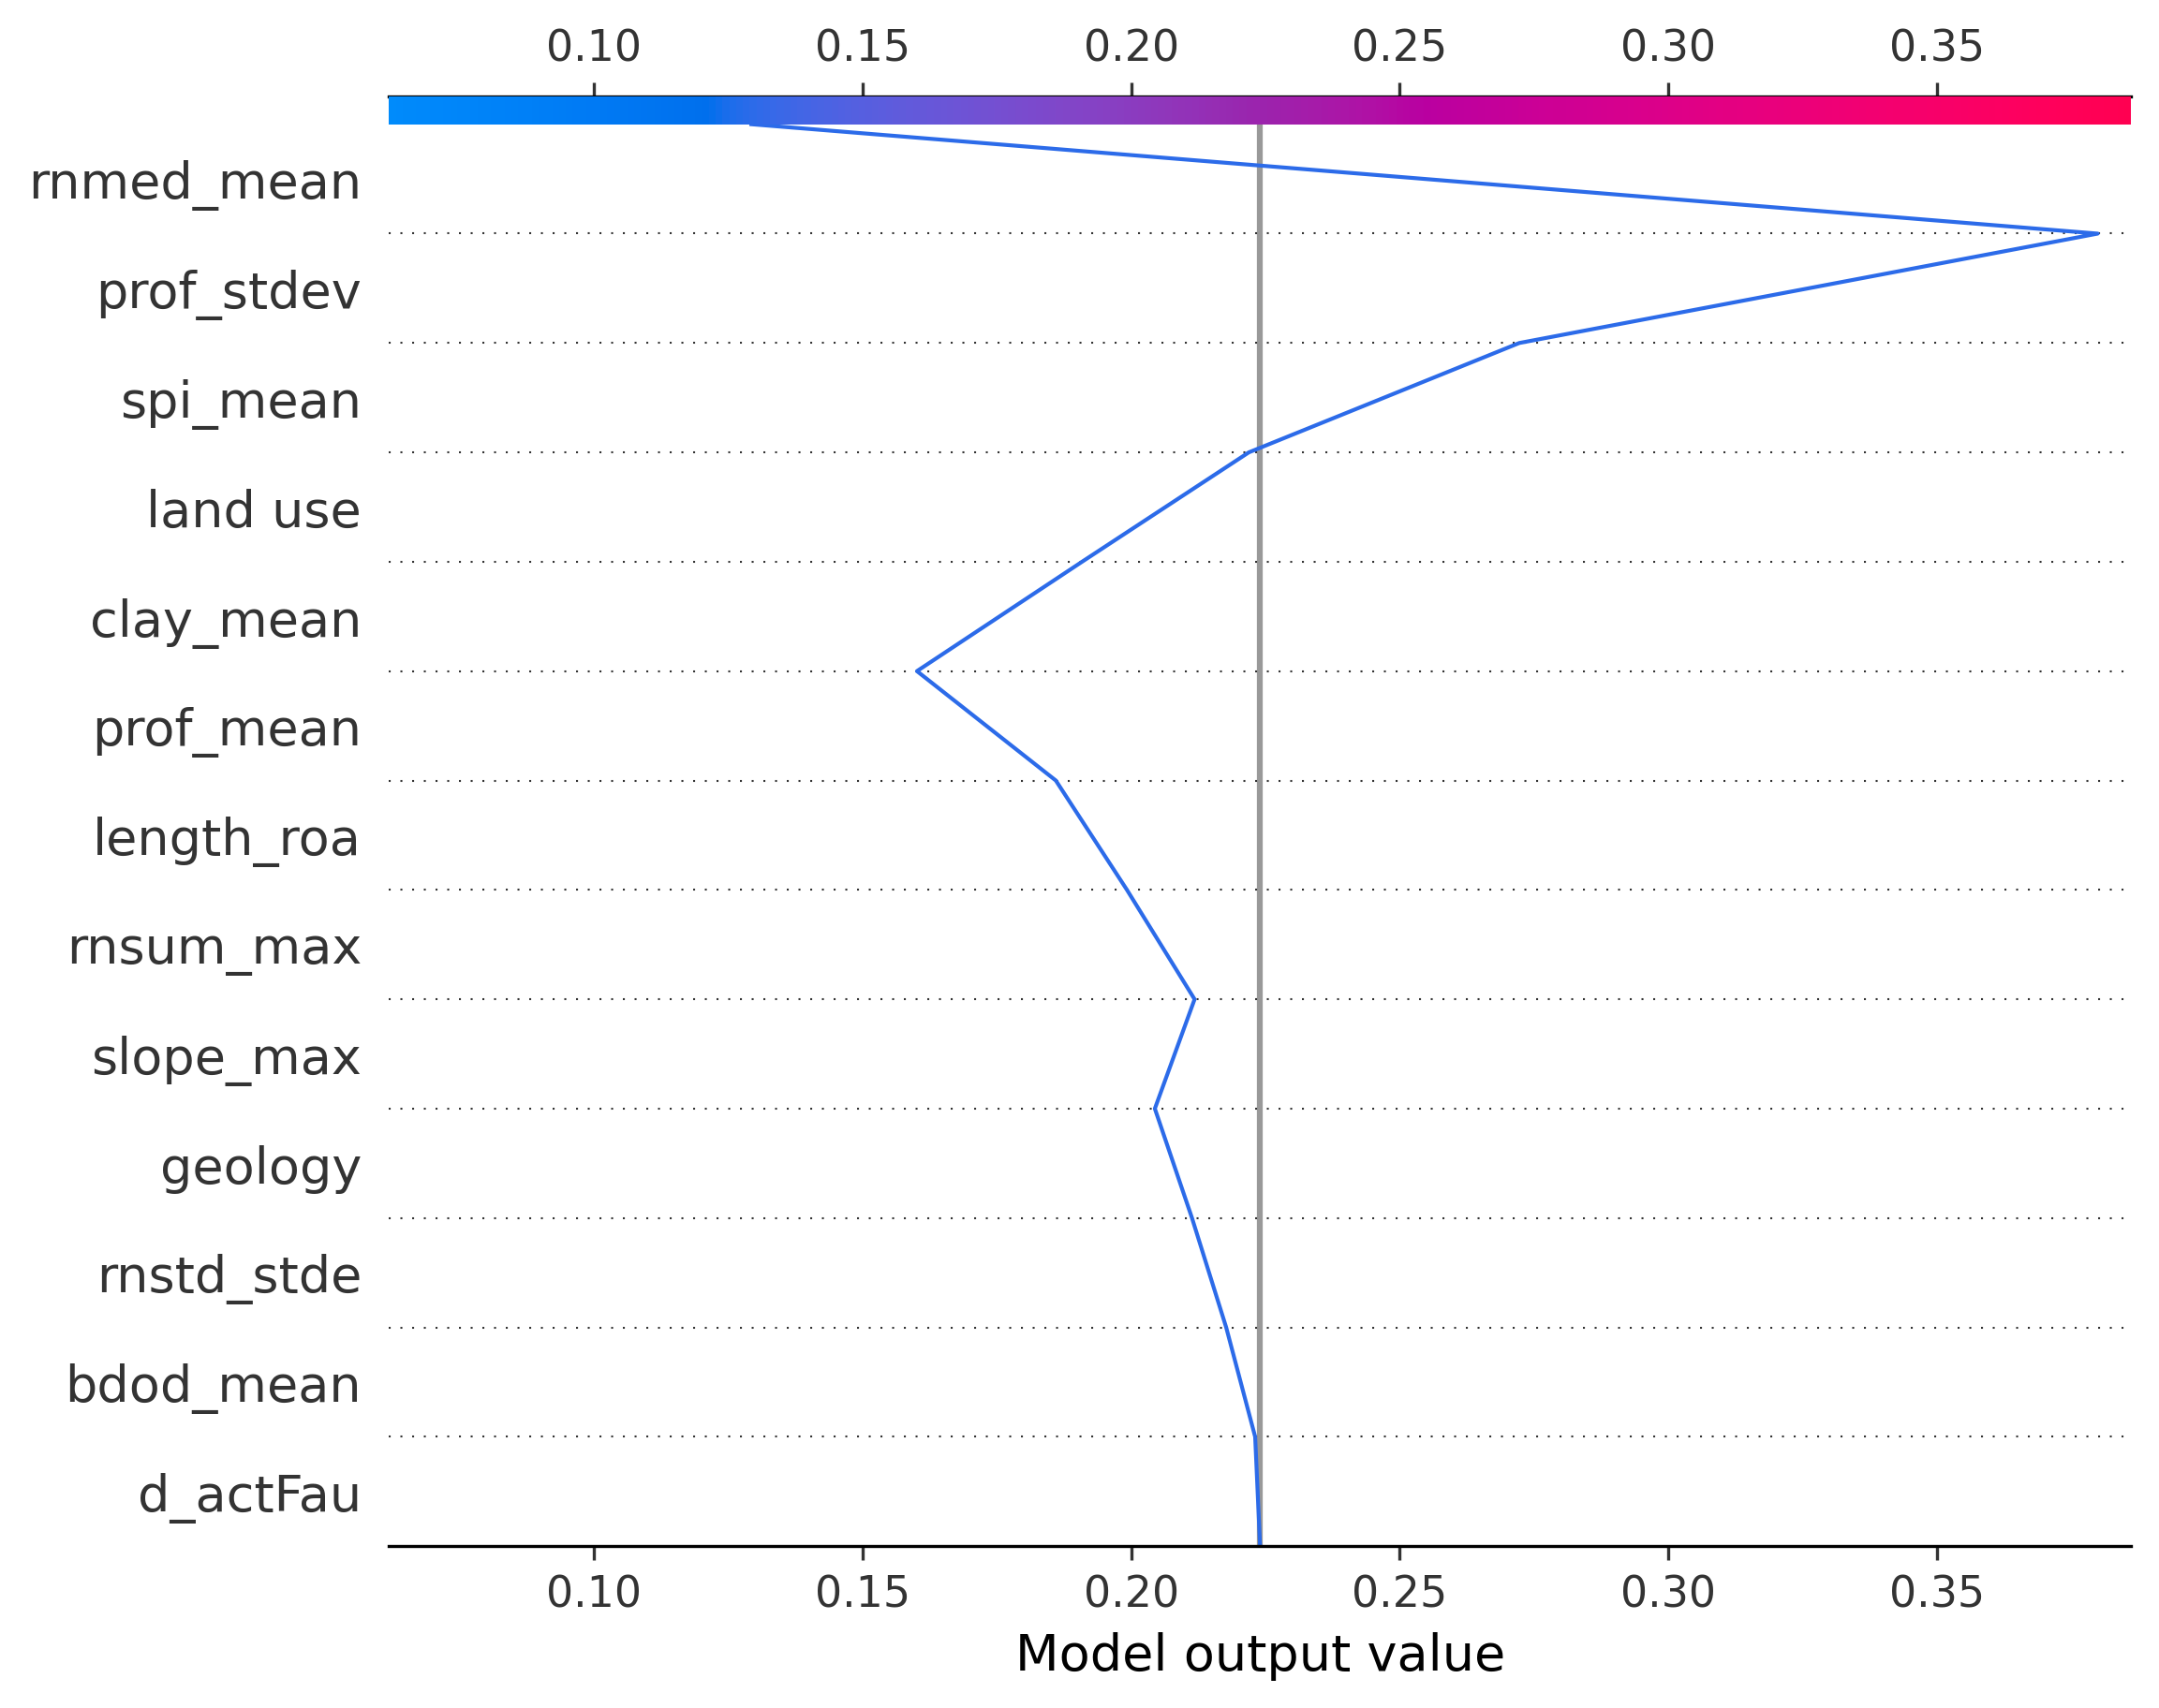 0.10 0.15 0.20 0.25 0.30 0.35
rnmed_mean
prof_stdev
spi_mean
land use
clay_mean
prof_mean
length_roa
rnsum_max
slope_max
geology
rnstd_stde
bdod_mean
d_actFau
0.10 0.15 0.20 0.25 0.30 0.35
Model output value